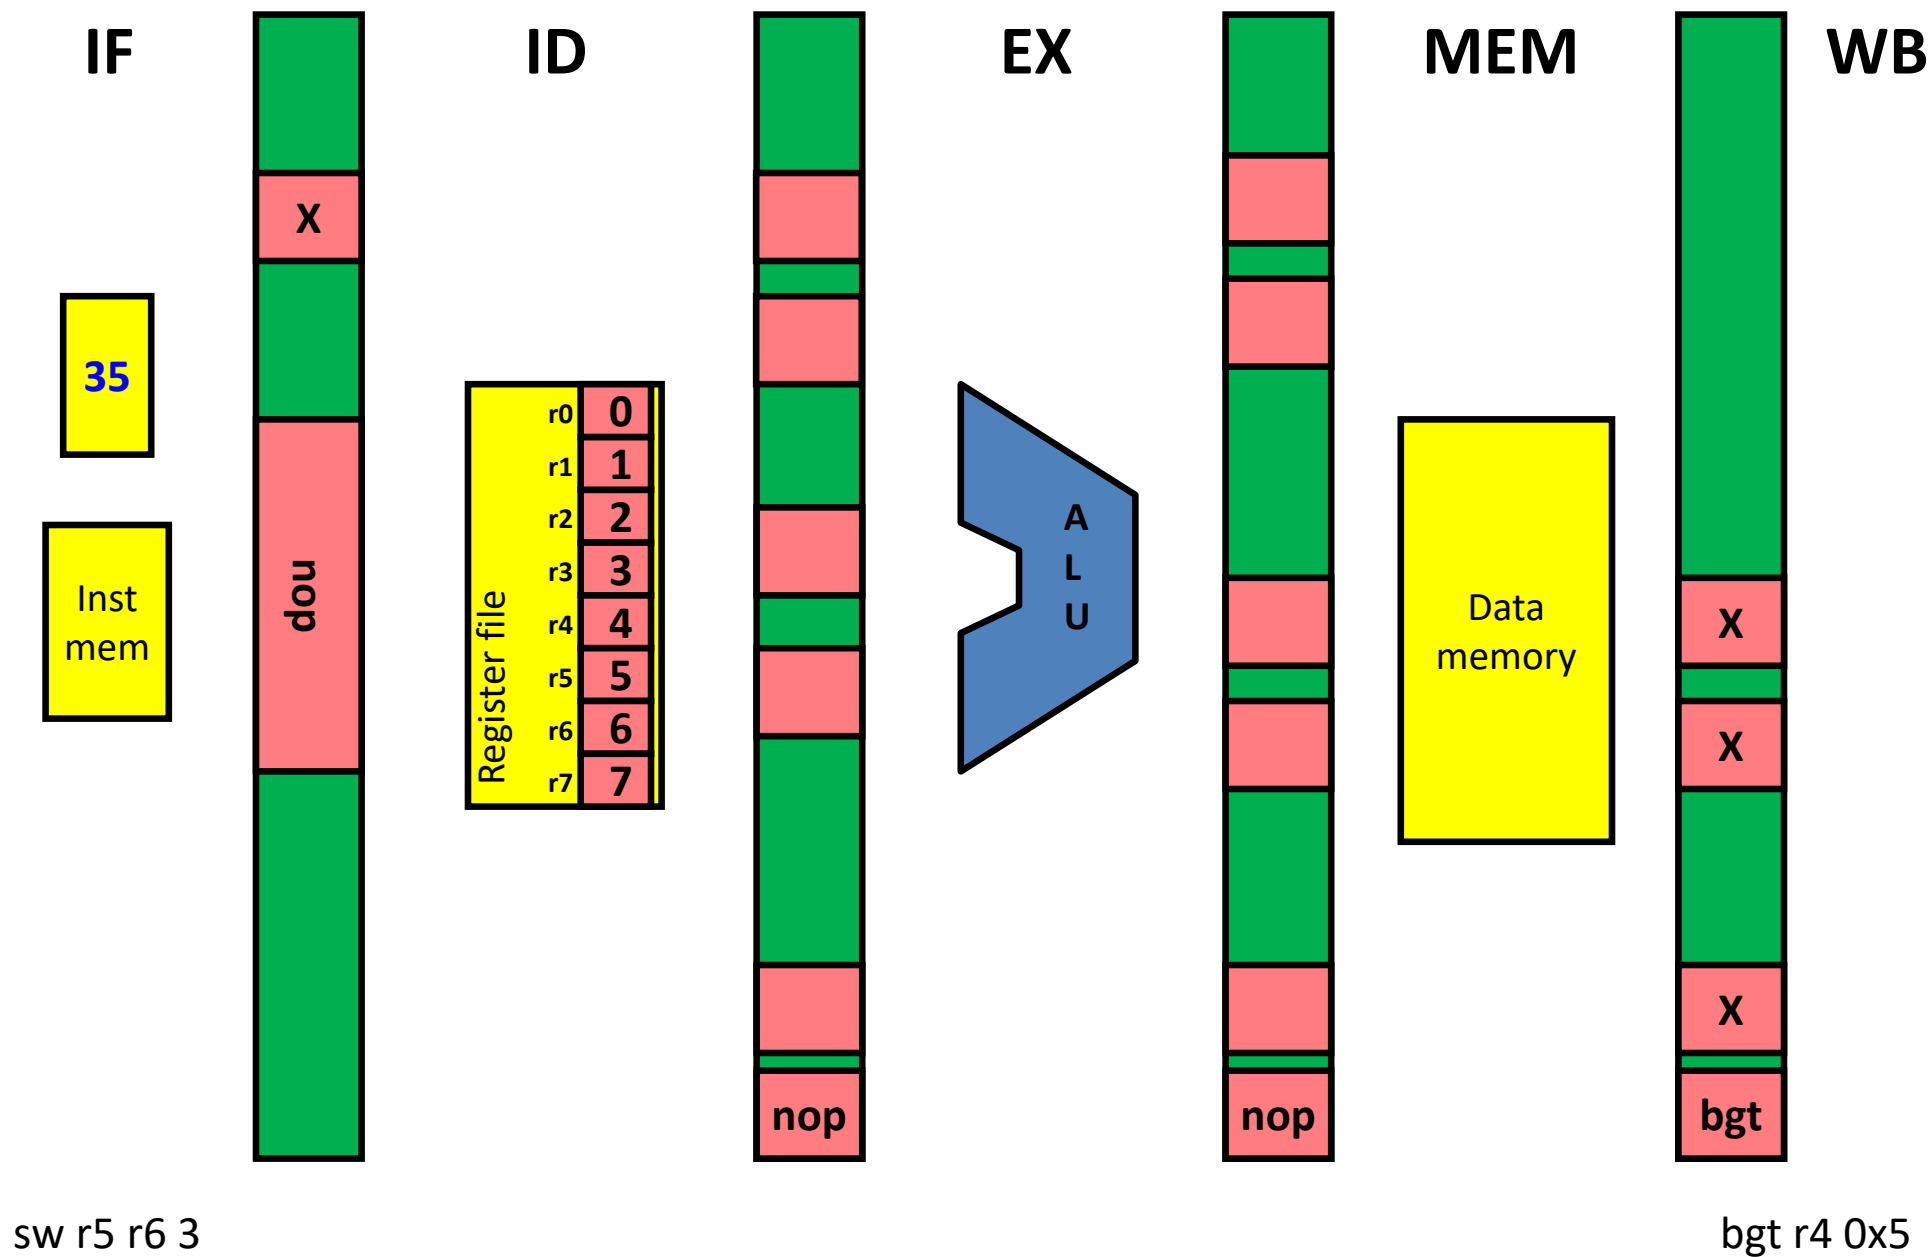 IF
ID
EX
MEM
WB
X
35
Inst
mem
nop
Register file
r0 0
r1 1
r2 2
r3 3
r4 4
r5 5
r6 6
r7 7
A
L
U
Data
memory
X
X
X
nop
nop
bgt
sw r5 r6 3
bgt r4 0x5